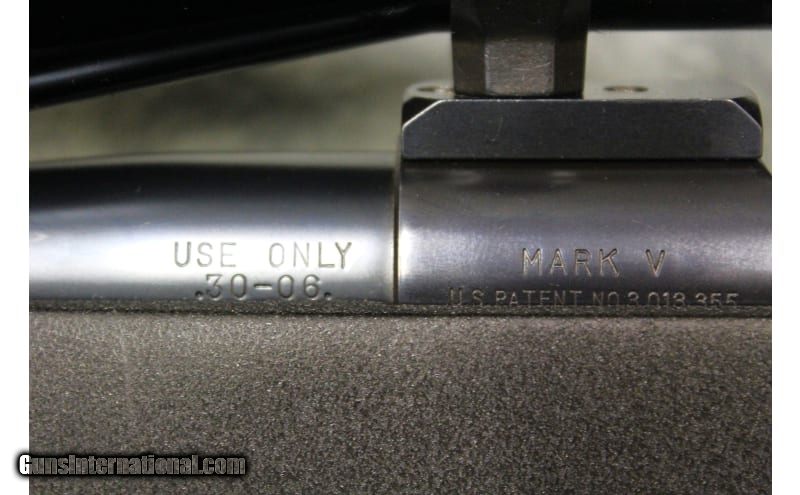 USE ONLY
.30-06.
MARK V
U.S. PATENT NO. 3,013,355
GunsInternational.com